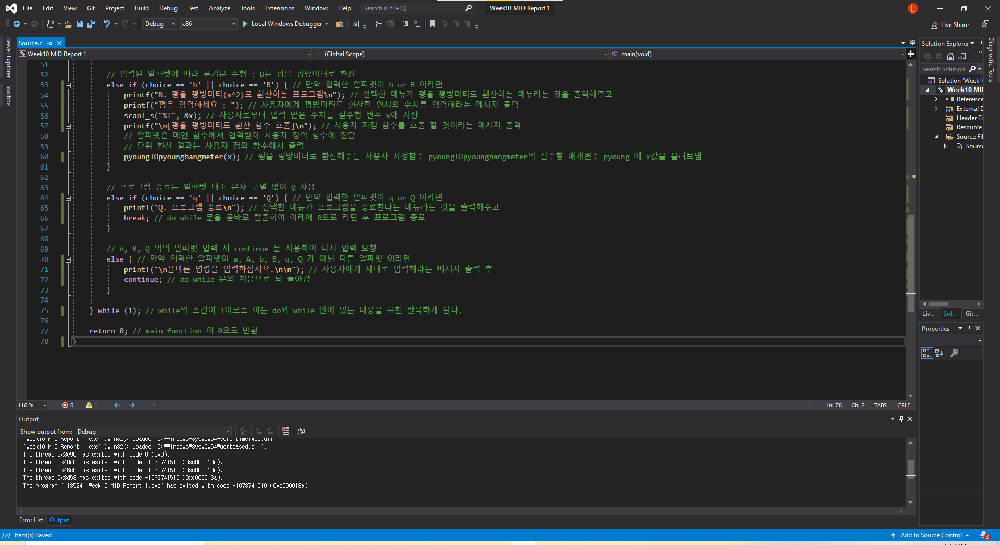 File Edit View Git Project Build Debug Test Analyze Tools Extensions Window Help Search (Ctrl+Q) Week10 MID Report 1 L
Debug x86 Local Windows Debugger Live Share
Server Explorer
Toolbox
Source.c
Week10 MID Report 1 (Global Scope) main(void)
51
52 // 입력된 알파벳에 따라 분기문 수행 : B는 평을 평방미터로 환산
53 else if (choice == 'b' || choice == 'B') { // 만약 입력한 알파벳이 b or B 이라면
54 printf("B. 평을 평방미터(m^2)로 환산하는 프로그램\n"); // 선택한 메뉴가 평을 평방미터로 환산하는 메뉴라는 것을 출력해주고
55 printf("평을 입력하세요 : "); // 사용자에게 평방미터로 환산할 인치의 수치를 입력해라는 메시지 출력
56 scanf_s("%f", &x); // 사용자로부터 입력 받은 수치를 실수형 변수 x에 저장
57 printf("\n[평을 평방미터로 환산 함수 호출]\n"); // 사용자 지정 함수를 호출 할 것이라는 메시지 출력
58 // 알파벳은 메인 함수에서 입력받아 사용자 정의 함수에 전달
59 // 단위 환산 결과는 사용자 정의 함수에서 출력
60 pyoungTOpyoungbangmeter(x); // 평을 평방미터로 환산해주는 사용자 지정함수 pyoungTOpyoungbangmeter의 실수형 매개변수 pyoung 에 x값을 올려보냄
61 }
62
63 // 프로그램 종료는 알파벳 대소 문자 구별 없이 Q 사용
64 else if (choice == 'q' || choice == 'Q') { // 만약 입력한 알파벳이 q or Q 이라면
65 printf("Q. 프로그램 종료\n"); // 선택한 메뉴가 프로그램을 종료한다는 메뉴라는 것을 출력해주고
66 break; // do_while 문을 곧바로 탈출하여 아래에 0으로 리턴 후 프로그램 종료
67 }
68
69 // A, B, Q 외의 알파벳 입력 시 continue 문 사용하여 다시 입력 요청
70 else { // 만약 입력한 알파벳이 a, A, b, B, q, Q 가 아닌 다른 알파벳 이라면
71 printf("\n올바른 명령을 입력하십시오.\n\n"); // 사용자에게 제대로 입력해라는 메시지 출력 후
72 continue; // do_while 문의 처음으로 되 돌아감
73 }
74
75 } while (1); // while의 조건이 1이므로 이는 do와 while 안에 있는 내용을 무한 반복하게 된다.
76
77 return 0; // main function 이 0으로 반환
78 }
116 % 0 1 Ln: 78 Ch: 2 TABS CRLF
Output
Show output from: Debug
'Week10 MID Report 1.exe' (Win32): Loaded 'C:₩Windows₩SysWOW64₩vcruntime140d.dll'.
'Week10 MID Report 1.exe' (Win32): Loaded 'C:₩Windows₩SysWOW64₩ucrtbased.dll'.
The thread 0x3e90 has exited with code 0 (0x0).
The thread 0x40a8 has exited with code -1073741510 (0xc000013a).
The thread 0x46c0 has exited with code -1073741510 (0xc000013a).
The thread 0x3d58 has exited with code -1073741510 (0xc000013a).
The program '[13524] Week10 MID Report 1.exe' has exited with code -1073741510 (0xc000013a).
Error List Output
Item(s) Saved Add to Source Control 3
Solution Explorer
Search Solution
Solution 'Week10
Week10 MID
Reference
External D
Header Fi
Resource
Source Fil
Source
Liv... Sol... Git...
Properties
Diagnostic Tools